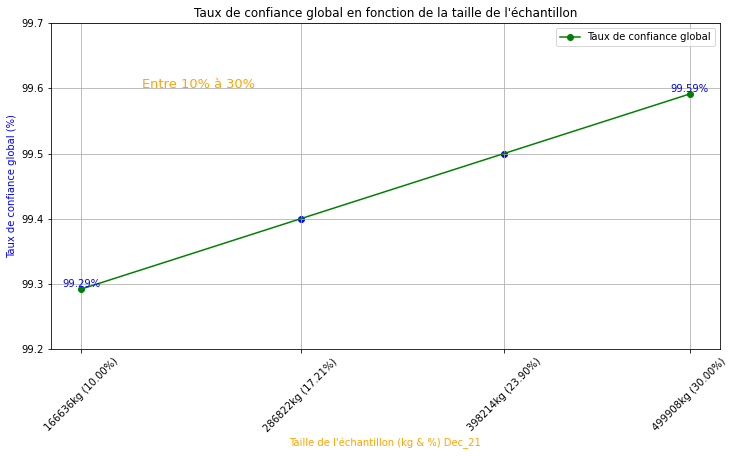 Taux de confiance global en fonction de la taille de l'échantillon
99.7
Taux de confiance global
Entre 10% à 30%
99.6
99.59%
99.5
99.4
99.3
99.29%
99.2
Taux de confiance global (%)
166636kg (10.00%)
286822kg (17.21%)
398214kg (23.90%)
499908kg (30.00%)
Taille de l'échantillon (kg & %) Dec_21